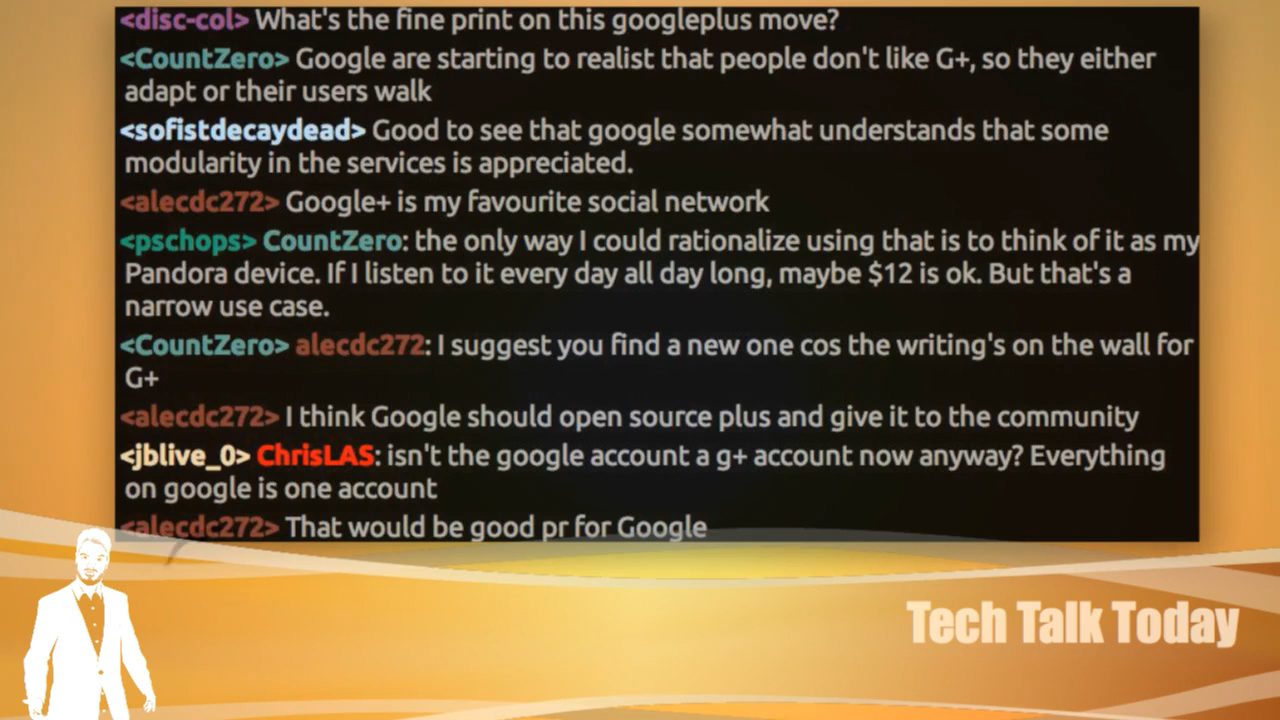 <disc-col> What's the fine print on this googleplus move?
<CountZero> Google are starting to realist that people don't like G+, so they either
adapt or their users walk
<sofistdecaydead> Good to see that google somewhat understands that some
modularity in the services is appreciated.
<alecdc272> Google+ is my favourite social network
<pschops> CountZero: the only way I could rationalize using that is to think of it as my
Pandora device. If I listen to it every day all day long, maybe $12 is ok. But that's a
narrow use case.
<CountZero> alecdc272: I suggest you find a new one cos the writing's on the wall for
G+
<alecdc272> I think Google should open source plus and give it to the community
<jblive_0> ChrisLAS: isn't the google account a g+ account now anyway? Everything
on google is one account
<alecdc272> That would be good pr for Google
Tech Talk Today